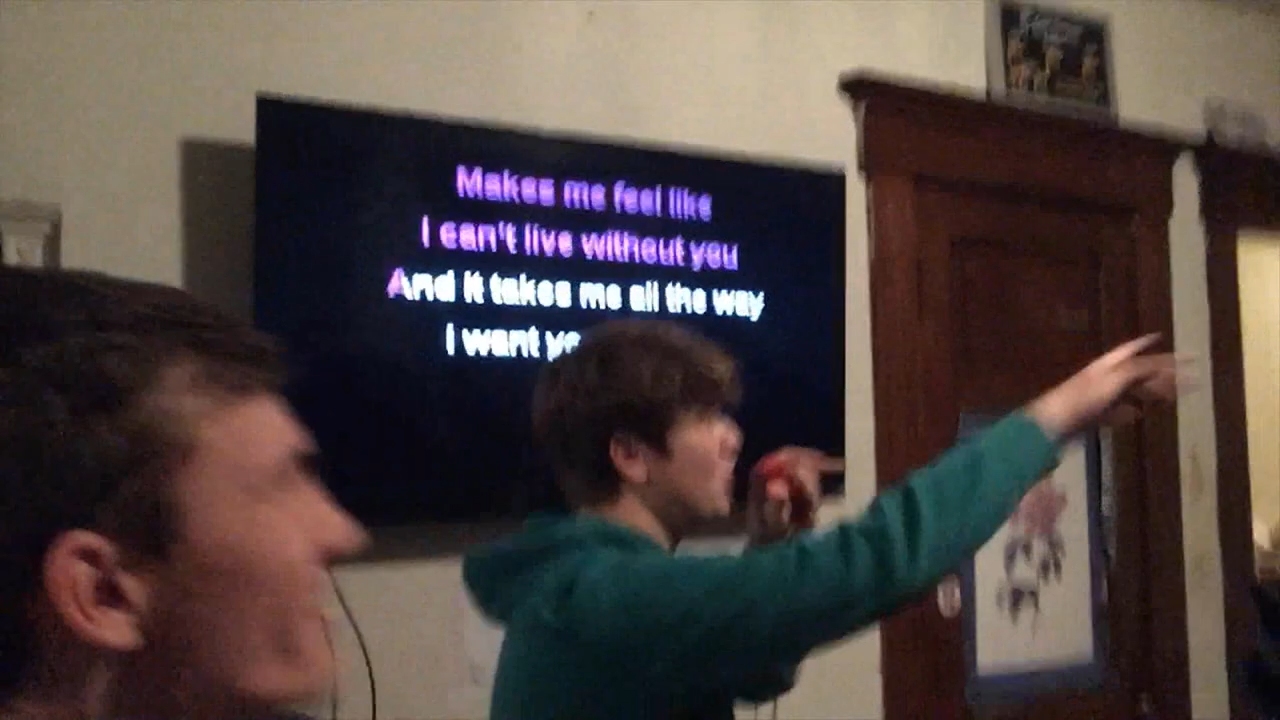 Makes me feel like
I can't live without you
And it takes me all the way
I want